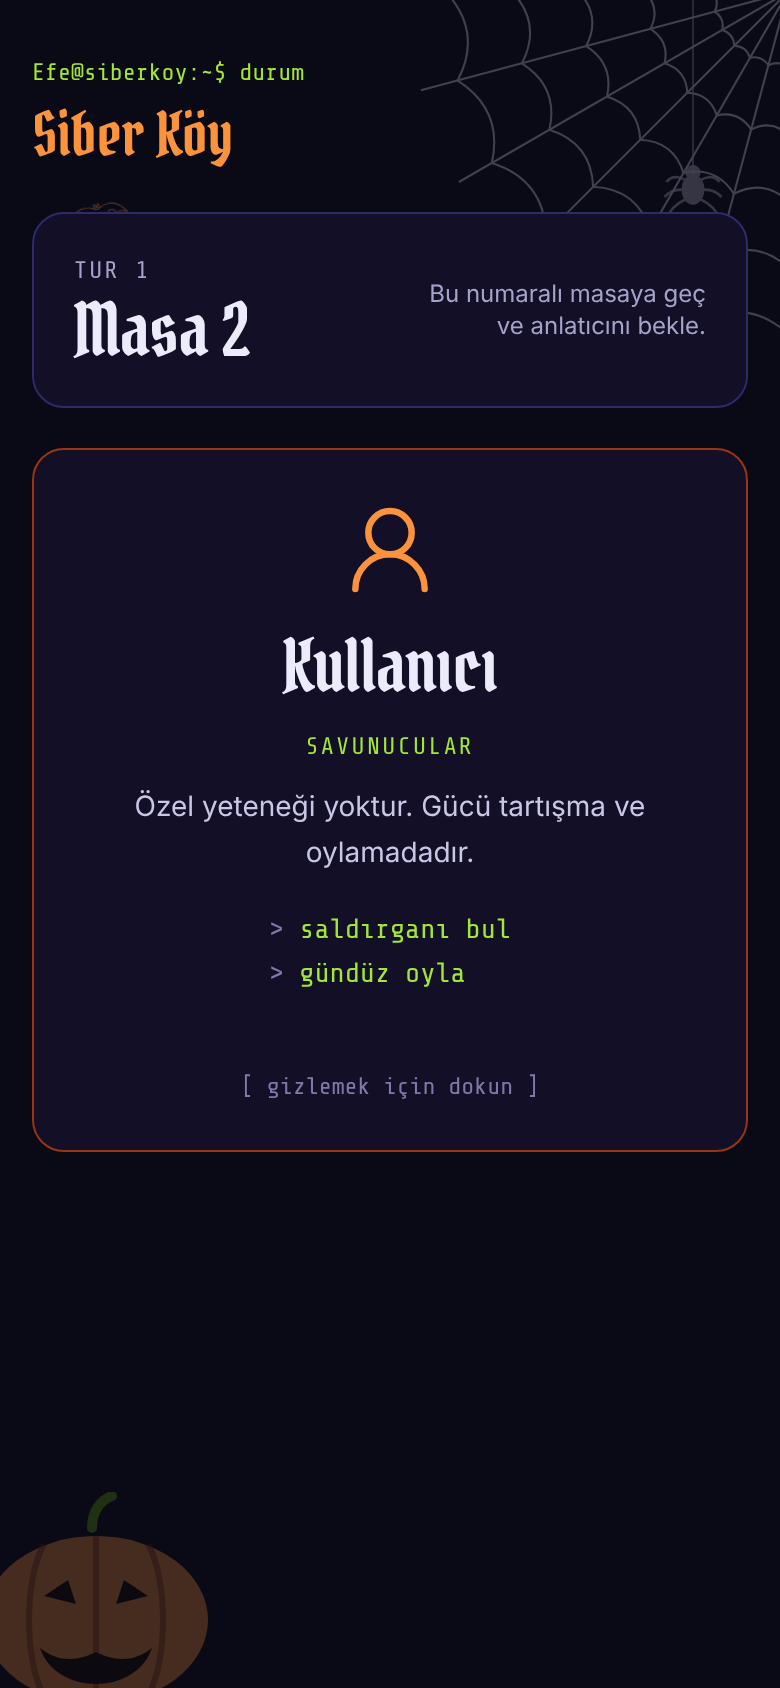 Efe@siberkoy:~$ durum
Siber Köy
TUR 1
Masa 2
Bu numaralı masaya geç
ve anlatıcını bekle.
Kullanıcı
SAVUNUCULAR
Özel yeteneği yoktur. Gücü tartışma ve
oylamadadır.
> saldırganı bul
> gündüz oyla
[ gizlemek için dokun ]